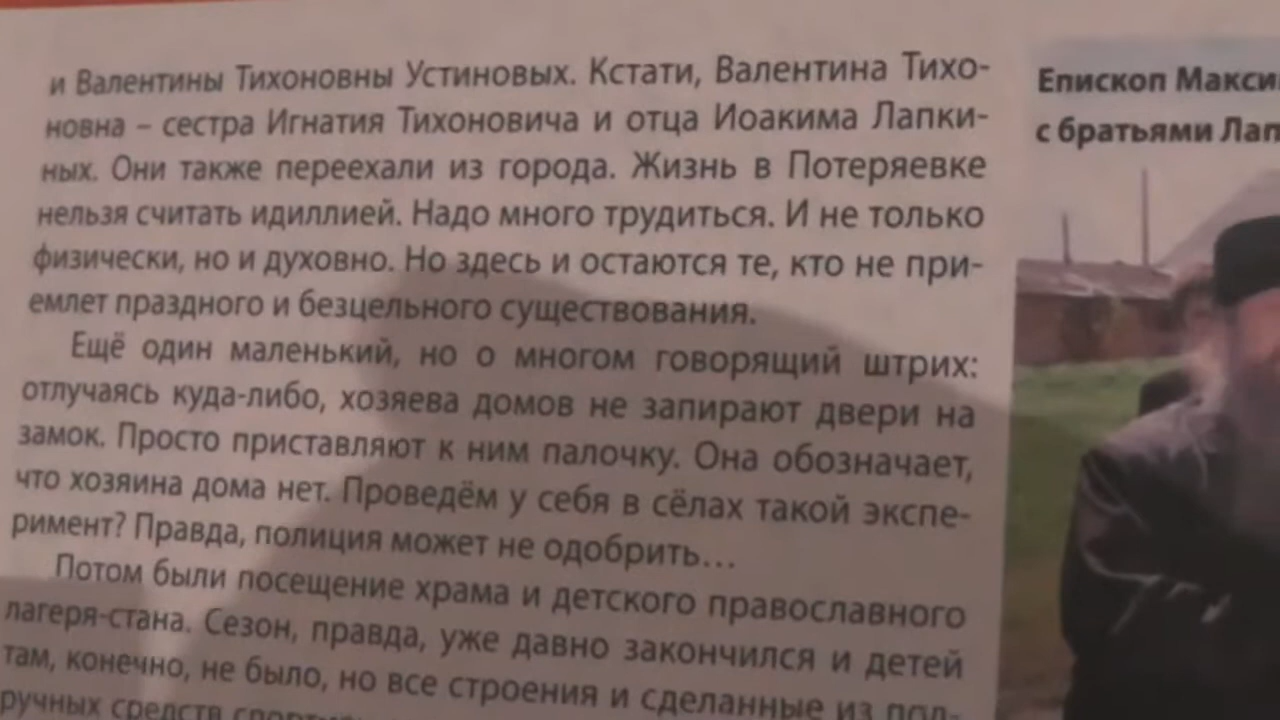 и Валентины Тихоновны Устиновых. Кстати, Валентина Тихо-
новна – сестра Игнатия Тихоновича и отца Иоакима Лапки-
ных. Они также переехали из города. Жизнь в Потеряевке
нельзя считать идиллией. Надо много трудиться. И не только
физически, но и духовно. Но здесь и остаются те, кто не при-
емлет праздного и безцельного существования.
Ещё один маленький, но о многом говорящий штрих:
отлучаясь куда-либо, хозяева домов не запирают двери на
замок. Просто приставляют к ним палочку. Она обозначает,
что хозяина дома нет. Проведём у себя в сёлах такой экспе-
римент? Правда, полиция может не одобрить...
Потом были посещение храма и детского православного
лагеря-стана. Сезон, правда, уже давно закончился и детей
там, конечно, не было, но все строения и сделанные из под-
ручных средств
Епископ Макси
с братьями Лап